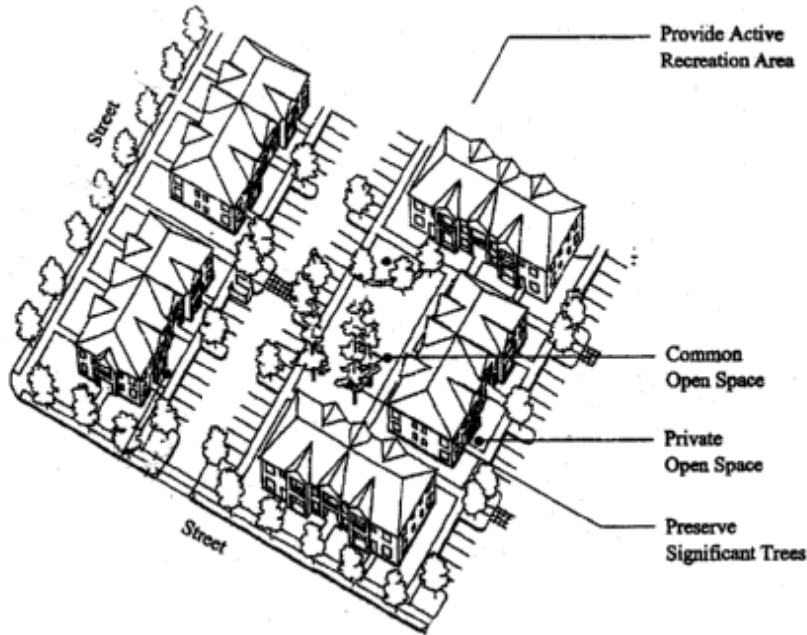 Provide Active
Recreation Area
Street
Common
Open Space
Private
Open Space
Preserve
Significant Trees
Street